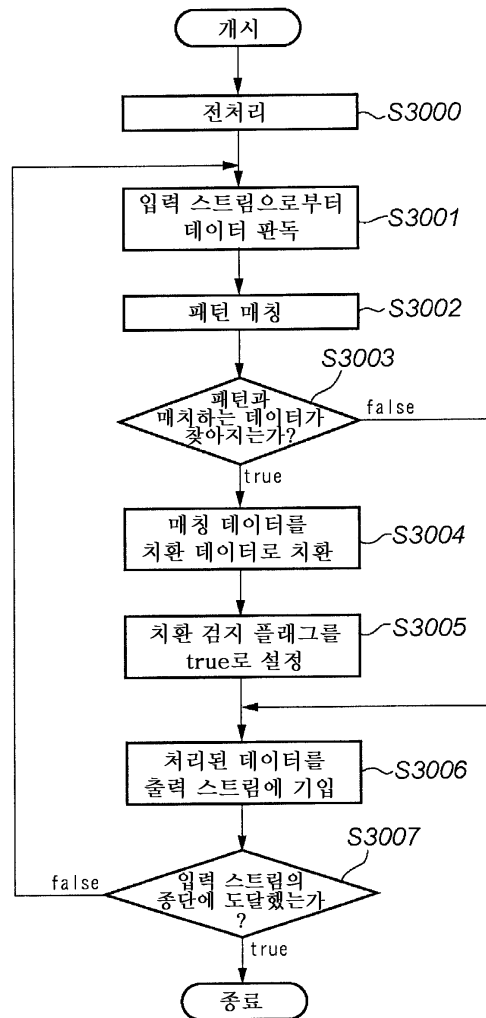 개시
전처리
S3000
입력 스트림으로부터
데이터 판독
S3001
패턴 매칭
S3002
S3003
패턴과
매치하는 데이터가
찾아지는가?
false
true
매칭 데이터를
치환 데이터로 치환
S3004
치환 검지 플래그를
true로 설정
S3005
처리된 데이터를
출력 스트림에 기입
S3006
S3007
입력 스트림의
종단에 도달했는가
?
false
true
종료